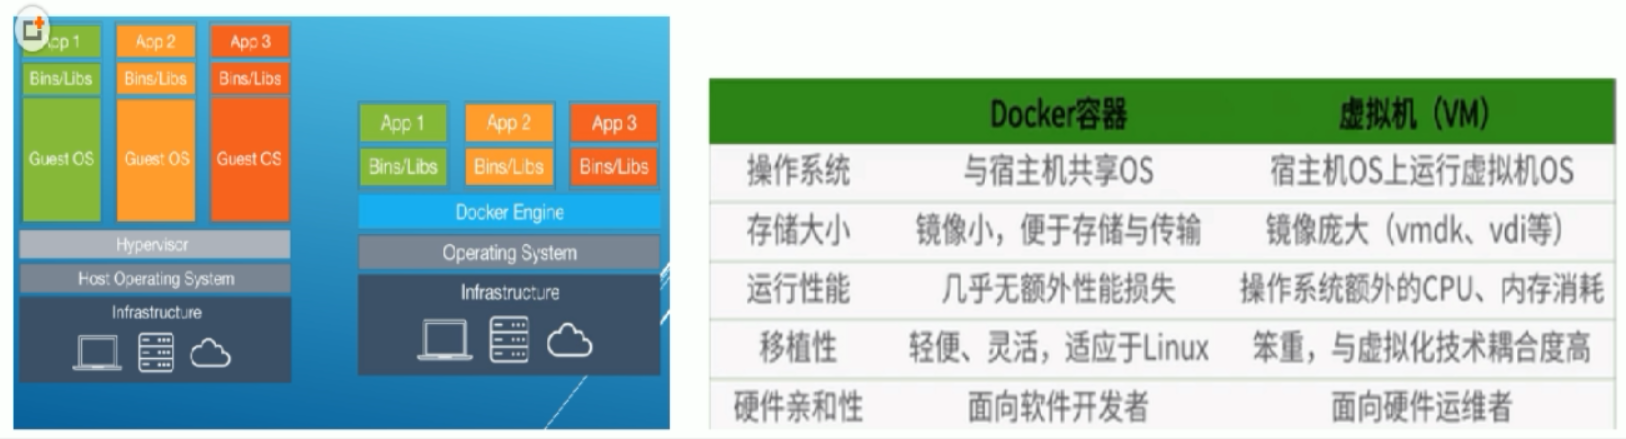 App 1 App 2 App 3
Bins/Libs Bins/Libs Bins/Libs
Guest OS Guest OS Guest OS
Hypervisor
Host Operating System
Infrastructure
App 1 App 2 App 3
Bins/Libs Bins/Libs Bins/Libs
Docker Engine
Operating System
Infrastructure
Docker容器 虚拟机（VM）
操作系统 与宿主机共享OS 宿主机OS上运行虚拟机OS
存储大小 镜像小，便于存储与传输 镜像庞大（vmdk、vdi等）
运行性能 几乎无额外性能损失 操作系统额外的CPU、内存消耗
移植性 轻便、灵活，适应于Linux 笨重，与虚拟化技术耦合度高
硬件亲和性 面向软件开发者 面向硬件运维者